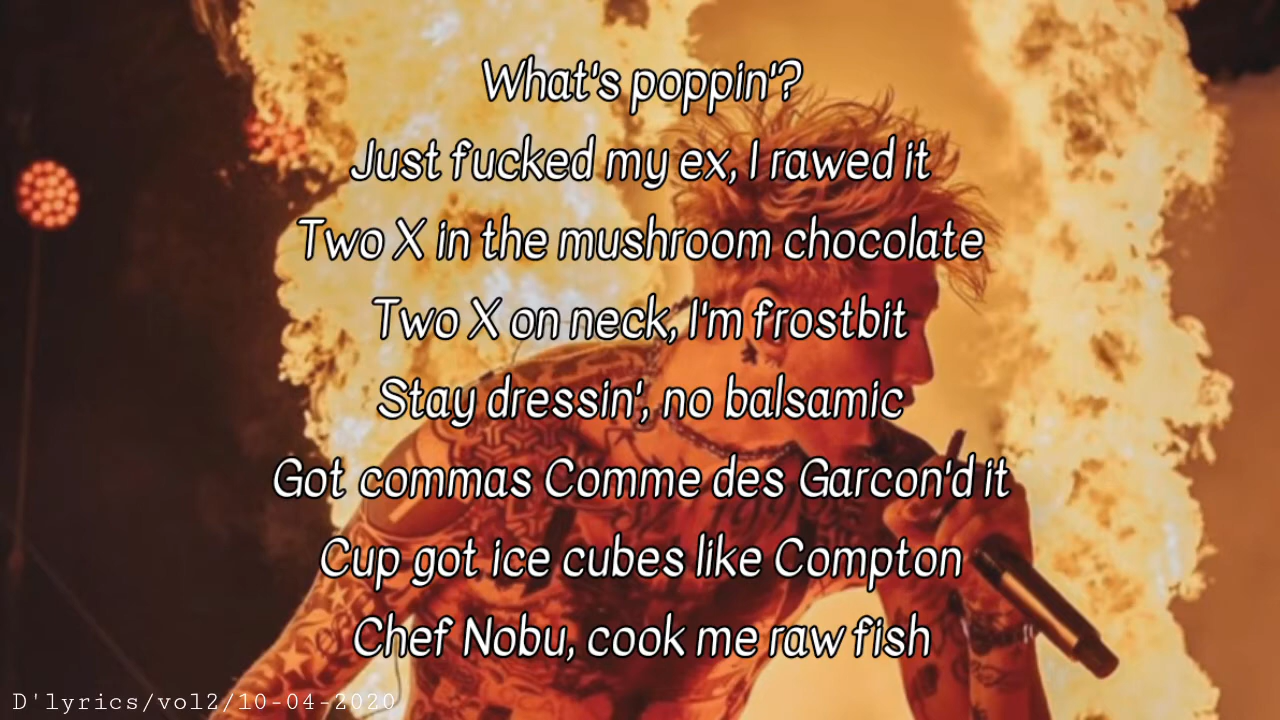 What's poppin'?
Just fucked my ex, I rawed it
Two X in the mushroom chocolate
Two X on neck, I'm frostbit
Stay dressin', no balsamic
Got commas Comme des Garcon'd it
Cup got ice cubes like Compton
Chef Nobu, cook me raw fish
D'lyrics/vol2/10-04-2020